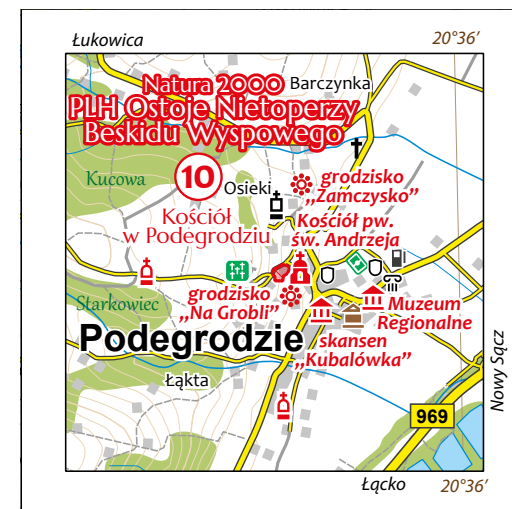 Łukowica
20°36′
Natura 2000
Barczynka
PLH Ostoje Nietoperzy
Beskidu Wyspowego
Kucowa
10
Osieki
grodzisko
„Zamczysko”
Kościół
w Podegrodziu
Kościół pw.
św. Andrzeja
grodzisko
„Na Grobli”
Starkowiec
Muzeum
Regionalne
Podegrodzie
skansen
„Kubalówka”
Łąkta
Nowy Sącz
969
Łącko
20°36′